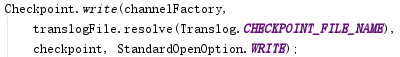 Checkpoint.write(channelFactory,
translogFile.resolve(Translog.CHECKPOINT_FILE_NAME),
checkpoint, StandardOpenOption.WRITE);